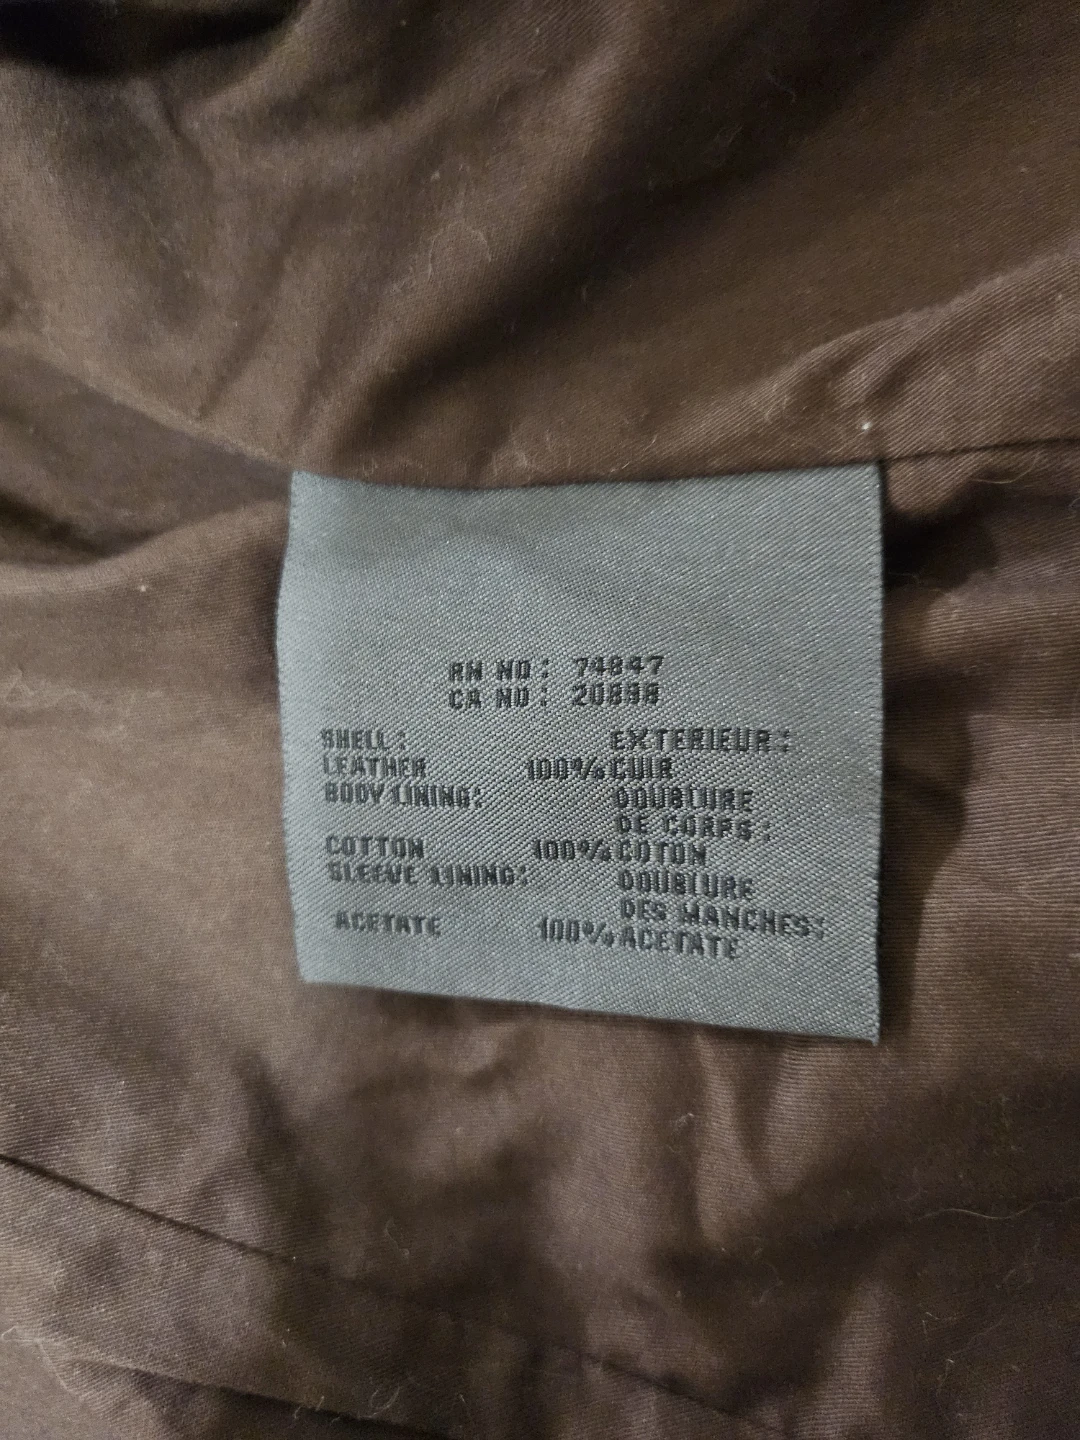 RN NO: 74847
CA NO: 20898
SHELL: EXTERIEUR:
LEATHER 100% CUIR
BODY LINING: DOUBLURE
DE CORPS:
COTTON 100% COTON
SLEEVE LINING: DOUBLURE
DES MANCHES:
ACETATE 100% ACETATE